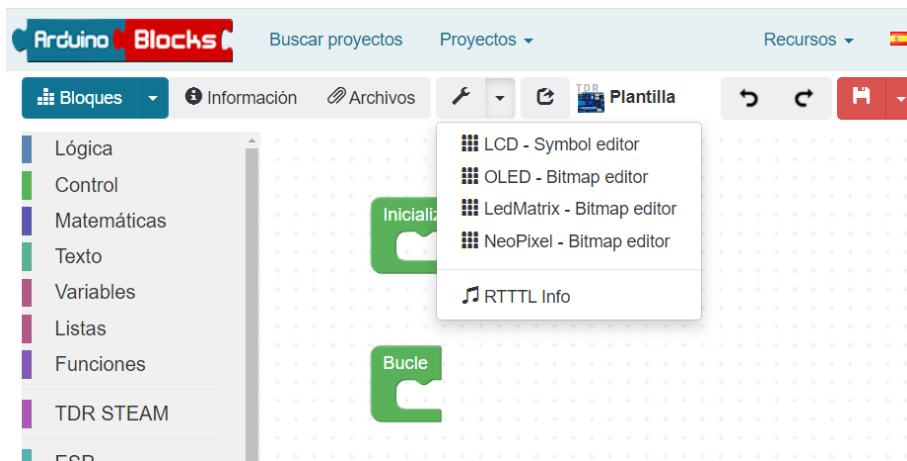 Arduino Blocks Buscar proyectos Proyectos Recursos
Bloques Información Archivos TDR Plantilla
Lógica
Control
Matemáticas
Texto
Variables
Listas
Funciones
TDR STEAM
ESP
LCD - Symbol editor
OLED - Bitmap editor
LedMatrix - Bitmap editor
NeoPixel - Bitmap editor
RTTTL Info
Bucle